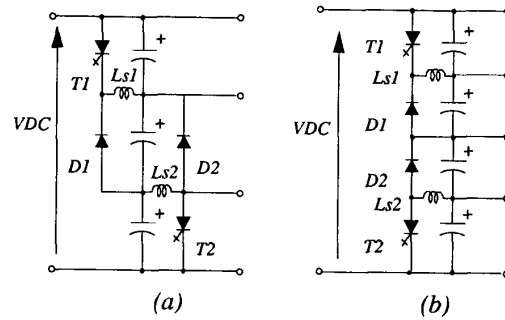 +
T1
Ls1
VDC
+
D1
Ls2
D2
+
T2
(a)
+
T1
Ls1
VDC
+
D1
+
D2
Ls2
+
T2
(b)